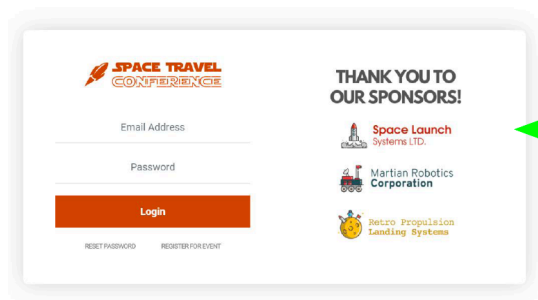 SPACE TRAVEL
CONFERENCE
Email Address
Password
Login
RESET PASSWORD REGISTER FOR EVENT
THANK YOU TO
OUR SPONSORS!
Space Launch
Systems LTD.
Martian Robotics
Corporation
Retro Propulsion
Landing Systems